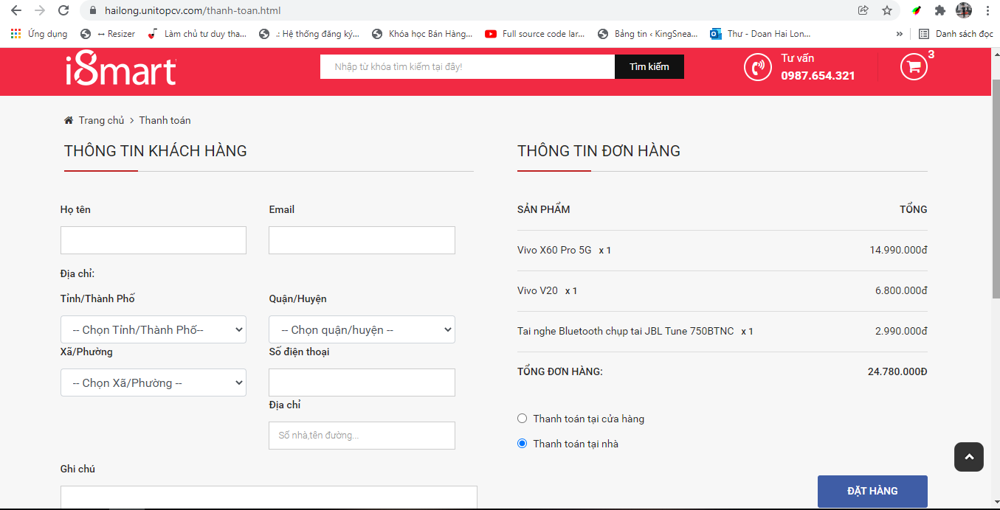 hailong.unitopcv.com/thanh-toan.html
Ứng dụng
↔ Resizer
Làm chủ tư duy tha...
.: Hệ thống đăng ký...
Khóa học Bán Hàng...
Full source code lar...
Bảng tin ‹ KingSnea...
Thư - Doan Hai Lon...
»
Danh sách đọc
i8mart
Nhập từ khóa tìm kiếm tại đây!
Tìm kiếm
Tư vấn
0987.654.321
3
Trang chủ > Thanh toán
THÔNG TIN KHÁCH HÀNG
Họ tên
Email
Địa chỉ:
Tỉnh/Thành Phố
Quận/Huyện
-- Chọn Tỉnh/Thành Phố--
-- Chọn quận/huyện --
Xã/Phường
Số điện thoại
-- Chọn Xã/Phường --
Địa chỉ
Số nhà,tên đường...
Ghi chú
THÔNG TIN ĐƠN HÀNG
SẢN PHẨM TỔNG
Vivo X60 Pro 5G x 1 14.990.000đ
Vivo V20 x 1 6.800.000đ
Tai nghe Bluetooth chụp tai JBL Tune 750BTNC x 1 2.990.000đ
TỔNG ĐƠN HÀNG: 24.780.000Đ
Thanh toán tại cửa hàng
Thanh toán tại nhà
ĐẶT HÀNG